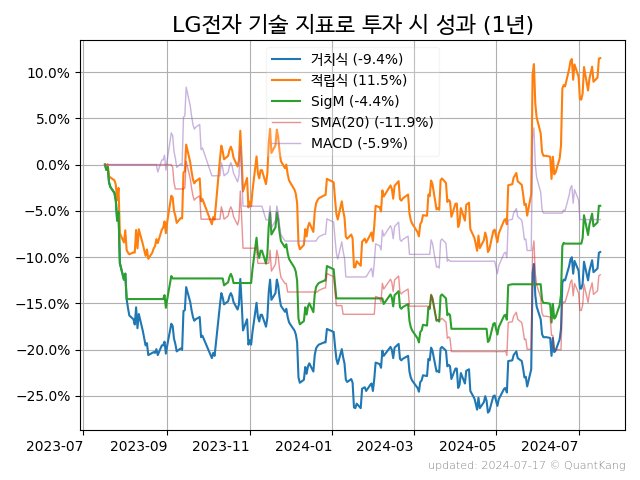 LG전자 기술 지표로 투자 시 성과 (1년)
거치식 (-9.4%)
적립식 (11.5%)
SigM (-4.4%)
SMA(20) (-11.9%)
MACD (-5.9%)
10.0%
5.0%
0.0%
−5.0%
−10.0%
−15.0%
−20.0%
−25.0%
2023-07 2023-09 2023-11 2024-01 2024-03 2024-05 2024-07
updated: 2024-07-17 © QuantKang